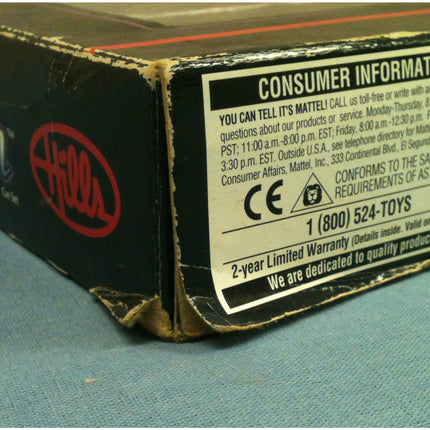 Hills
Car Set
CONSUMER INFORMAT
YOU CAN TELL IT'S MATTEL! CALL us toll-free or write with a
questions about our products or service. Monday-Thursday, 8
PST; 11:00 a.m.-8:00 p.m. EST; Friday, 8:00 a.m.-12:30 p.m. P
3:30 p.m. EST. Outside U.S.A., see telephone directory for Matte
Consumer Affairs, Mattel, Inc., 333 Continental Blvd., El Segund
CE
CONFORMS TO THE SA
REQUIREMENTS OF AS
1 (800) 524-TOYS
2-year Limited Warranty (Details inside. Valid on
We are dedicated to quality produc